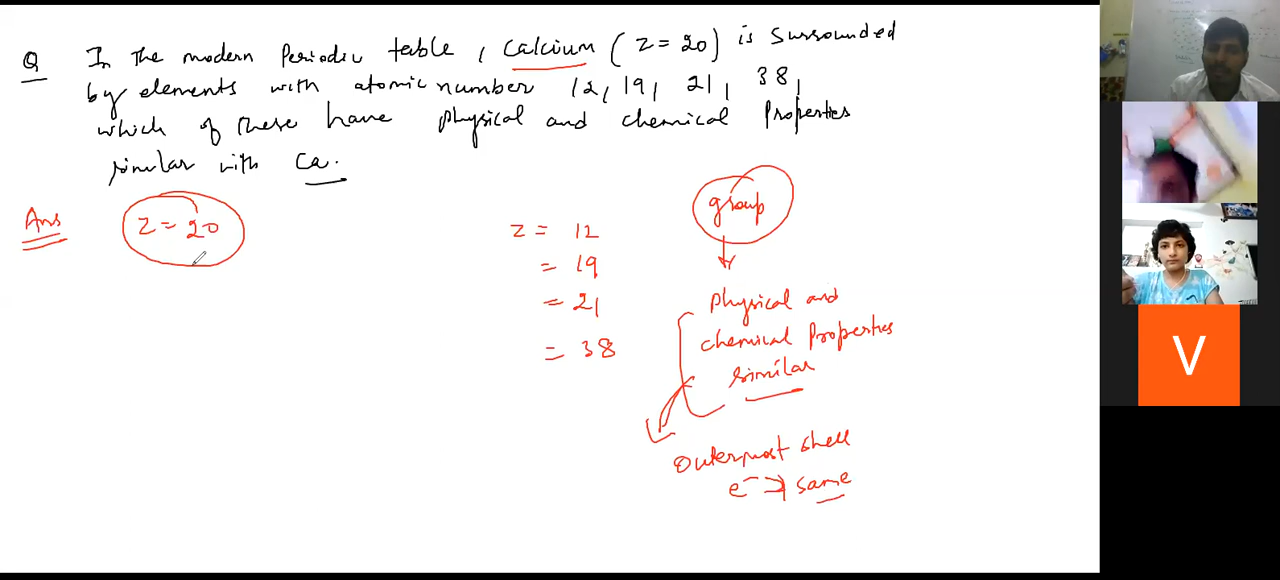 Q In the modern Periodic table, Calcium (Z = 20) is surrounded
by elements with atomic number 12, 19, 21, 38,
which of these have physical and chemical Properties
similar with Ca.
Ans Z = 20
Z = 12
= 19
= 21
= 38
group
physical and
chemical Properties
similar
Outermost shell
e⁻ → same
V